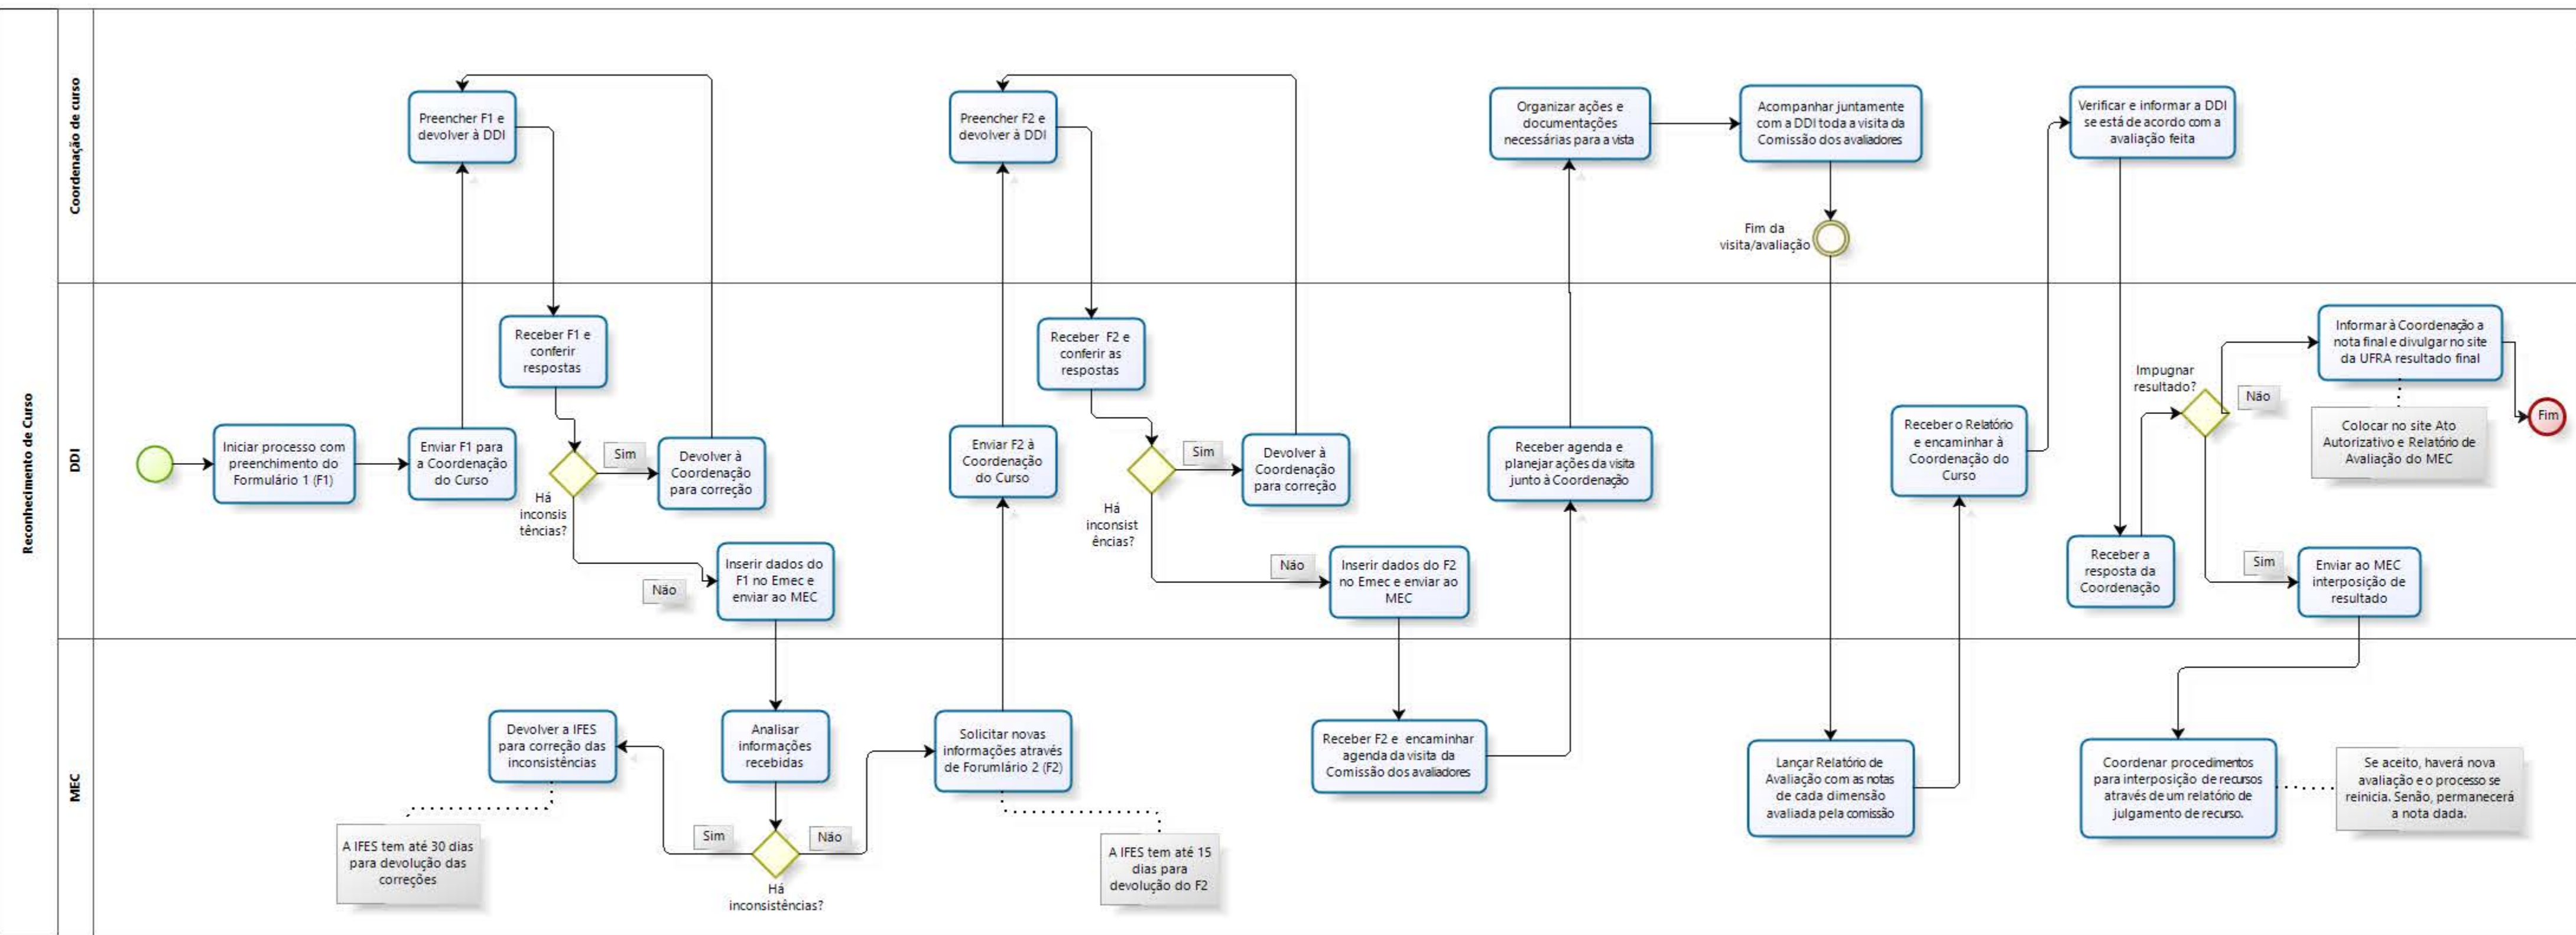 Reconhecimento de Curso
Coordenação de curso
Preencher F1 e
devolver à DDI
Preencher F2 e
devolver à DDI
Organizar ações e
documentações
necessárias para a vista
Acompanhar juntamente
com a DDI toda a visita da
Comissão dos avaliadores
Fim da
visita/avaliação
Verificar e informar a DDI
se está de acordo com a
avaliação feita
DDI
Iniciar processo com
preenchimento do
Formulário 1 (F1)
Enviar F1 para
a Coordenação
do Curso
Receber F1 e
conferir
respostas
Há
inconsis
tências?
Sim
Devolver à
Coordenação
para correção
Não
Inserir dados do
F1 no Emec e
enviar ao MEC
Enviar F2 à
Coordenação
do Curso
Receber F2 e
conferir as
respostas
Há
inconsist
ências?
Sim
Devolver à
Coordenação
para correção
Não
Inserir dados do F2
no Emec e enviar ao
MEC
Receber agenda e
planejar ações da visita
junto à Coordenação
Receber o Relatório
e encaminhar à
Coordenação do
Curso
Receber a
resposta da
Coordenação
Impugnar
resultado?
Não
Informar à Coordenação a
nota final e divulgar no site
da UFRA resultado final
Colocar no site Ato
Autorizativo e Relatório de
Avaliação do MEC
Fim
Sim
Enviar ao MEC
interposição de
resultado
MEC
Devolver a IFES
para correção das
inconsistências
A IFES tem até 30 dias
para devolução das
correções
Analisar
informações
recebidas
Sim
Não
Há
inconsistências?
Solicitar novas
informações através
de Forumlário 2 (F2)
A IFES tem até 15
dias para
devolução do F2
Receber F2 e encaminhar
agenda da visita da
Comissão dos avaliadores
Lançar Relatório de
Avaliação com as notas
de cada dimensão
avaliada pela comissão
Coordenar procedimentos
para interposição de recursos
através de um relatório de
julgamento de recurso.
Se aceito, haverá nova
avaliação e o processo se
reinicia. Senão, permanecerá
a nota dada.